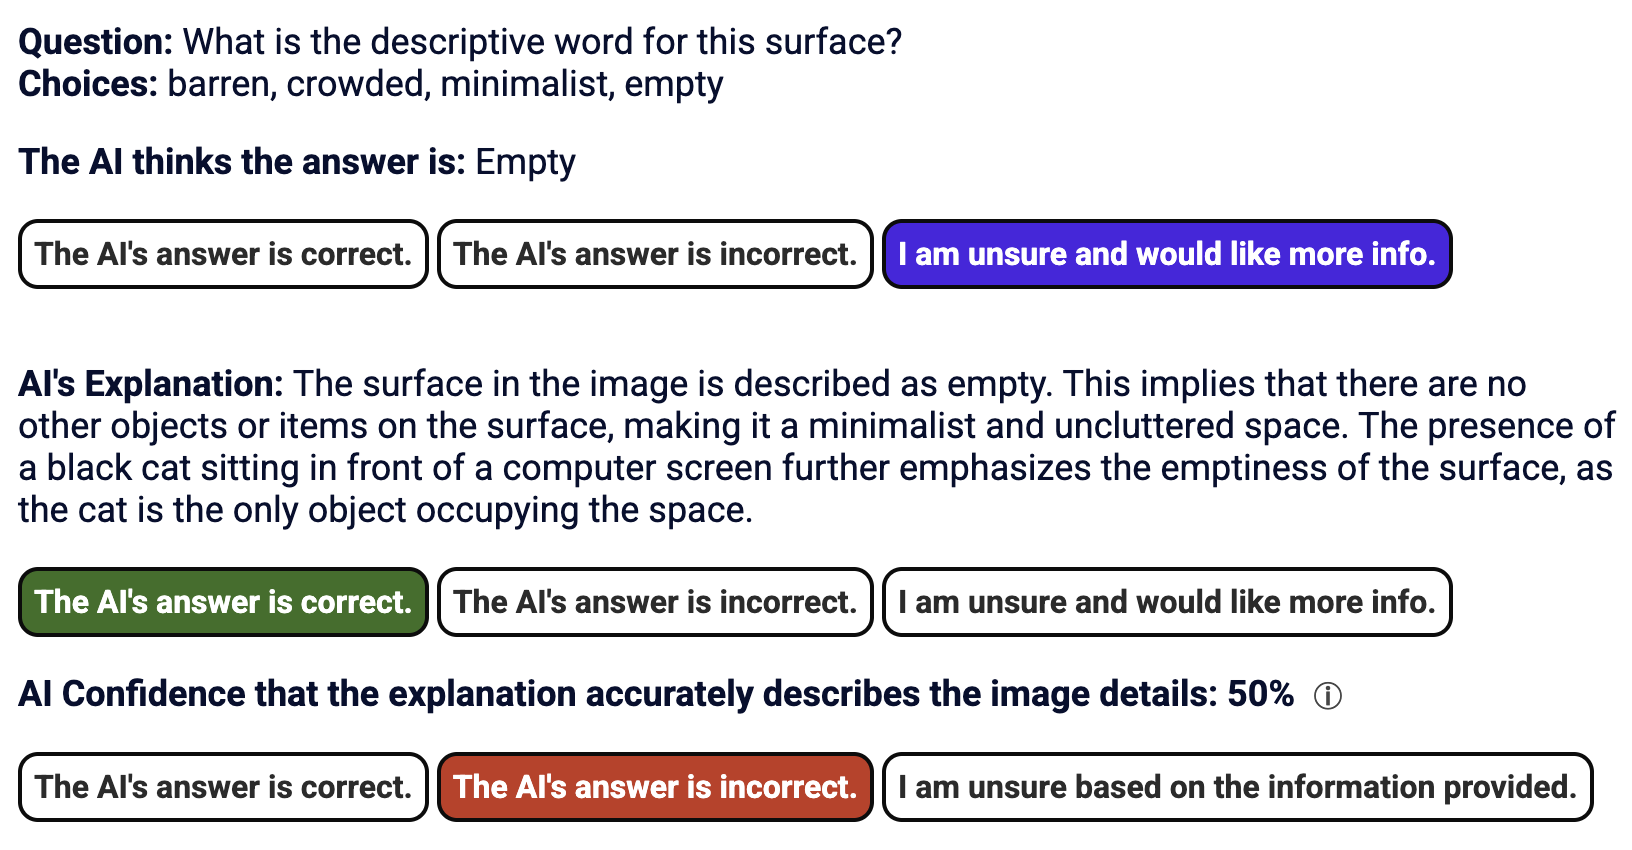 Question: What is the descriptive word for this surface?
Choices: barren, crowded, minimalist, empty
The AI thinks the answer is: Empty
The AI's answer is correct. The AI's answer is incorrect. I am unsure and would like more info.
AI's Explanation: The surface in the image is described as empty. This implies that there are no
other objects or items on the surface, making it a minimalist and uncluttered space. The presence of
a black cat sitting in front of a computer screen further emphasizes the emptiness of the surface, as
the cat is the only object occupying the space.
The AI's answer is correct. The AI's answer is incorrect. I am unsure and would like more info.
AI Confidence that the explanation accurately describes the image details: 50% ⓘ
The AI's answer is correct. The AI's answer is incorrect. I am unsure based on the information provided.